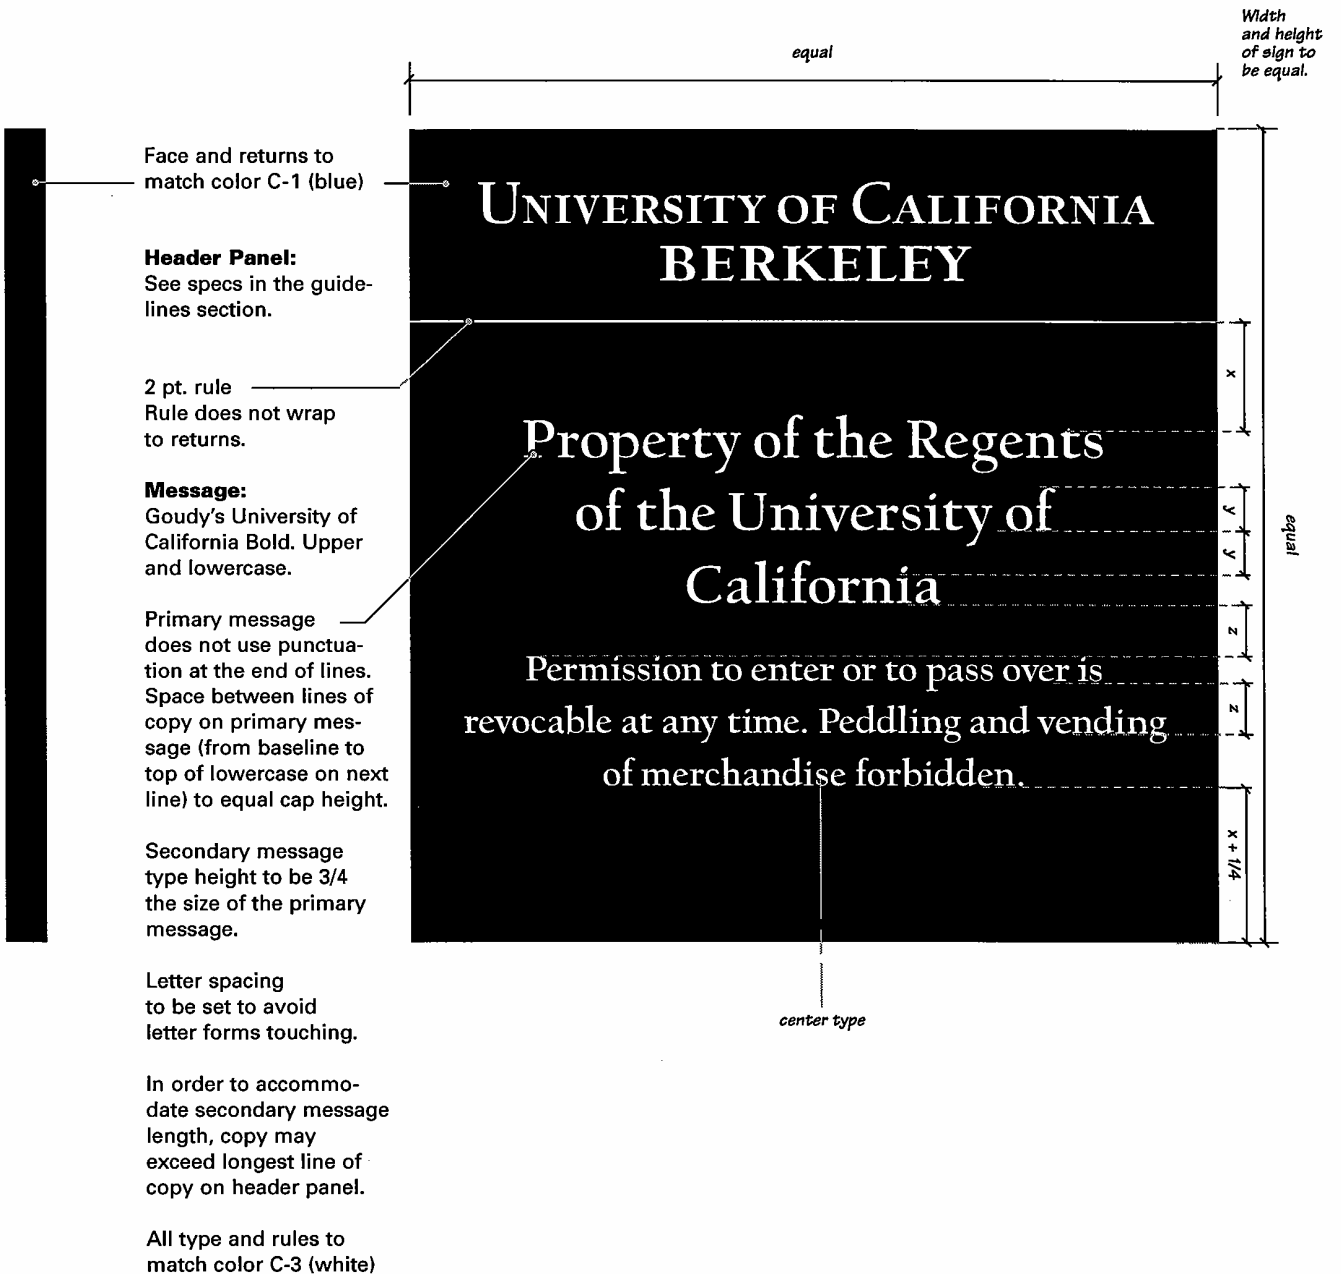 Width
and height
of sign to
be equal.
equal
Face and returns to
match color C-1 (blue)
Header Panel:
See specs in the guide-
lines section.
2 pt. rule
Rule does not wrap
to returns.
Message:
Goudy's University of
California Bold. Upper
and lowercase.
Primary message
does not use punctua-
tion at the end of lines.
Space between lines of
copy on primary mes-
sage (from baseline to
top of lowercase on next
line) to equal cap height.
Secondary message
type height to be 3/4
the size of the primary
message.
Letter spacing
to be set to avoid
letter forms touching.
In order to accommo-
date secondary message
length, copy may
exceed longest line of
copy on header panel.
All type and rules to
match color C-3 (white)
UNIVERSITY OF CALIFORNIA
BERKELEY
Property of the Regents
of the University of
California
Permission to enter or to pass over is
revocable at any time. Peddling and vending
of merchandise forbidden.
center type
x
y
y
z
z
x + 1/4
equal